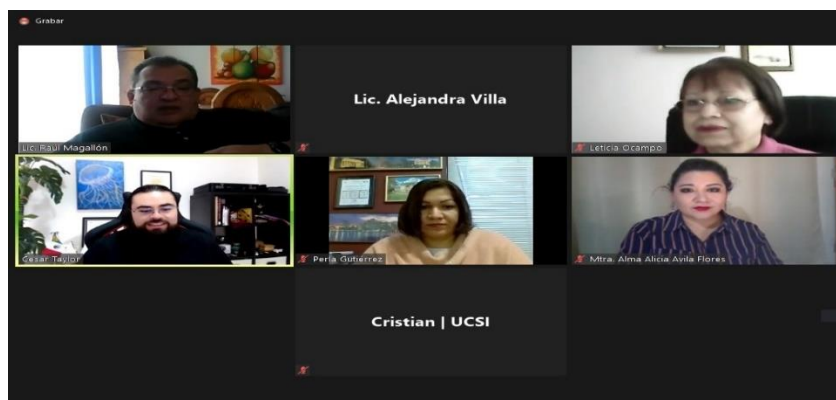 Grabar
Lic. Raúl Magallón
Lic. Alejandra Villa
Leticia Ocampo
Cesar Taylor
Perla Gutiérrez
Mtra. Alma Alicia Avila Flores
Cristian | UCSI